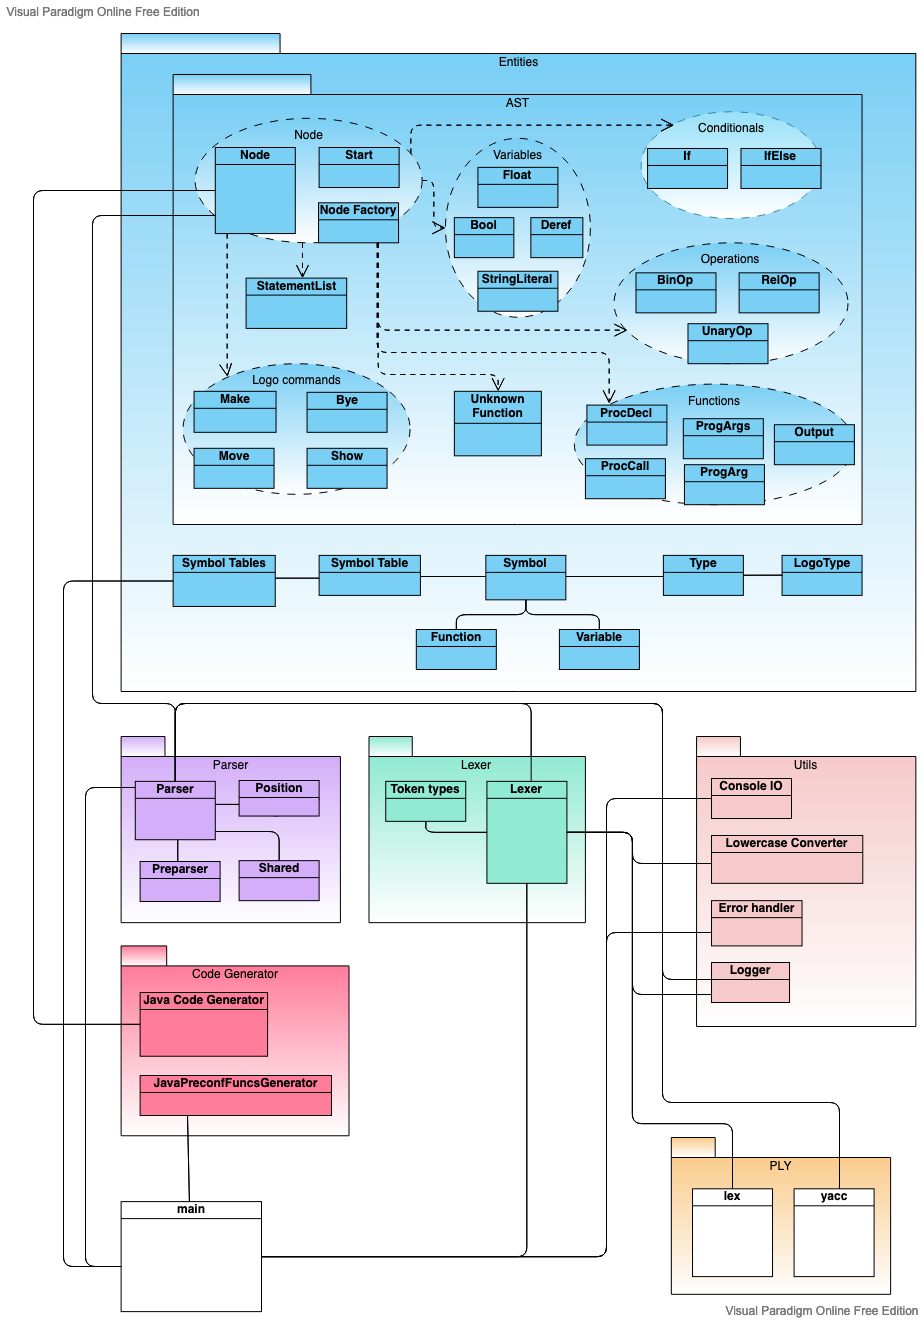 Visual Paradigm Online Free Edition
Entities
AST
Node
Node
Start
Node Factory
Variables
Float
Bool
Deref
StringLiteral
Conditionals
If
IfElse
StatementList
Operations
BinOp
RelOp
UnaryOp
Logo commands
Make
Bye
Move
Show
Unknown
Function
Functions
ProcDecl
ProgArgs
Output
ProcCall
ProgArg
Symbol Tables
Symbol Table
Symbol
Type
LogoType
Function
Variable
Parser
Parser
Position
Preparser
Shared
Lexer
Token types
Lexer
Utils
Console IO
Lowercase Converter
Error handler
Logger
Code Generator
Java Code Generator
JavaPreconfFuncsGenerator
main
PLY
lex
yacc
Visual Paradigm Online Free Edition